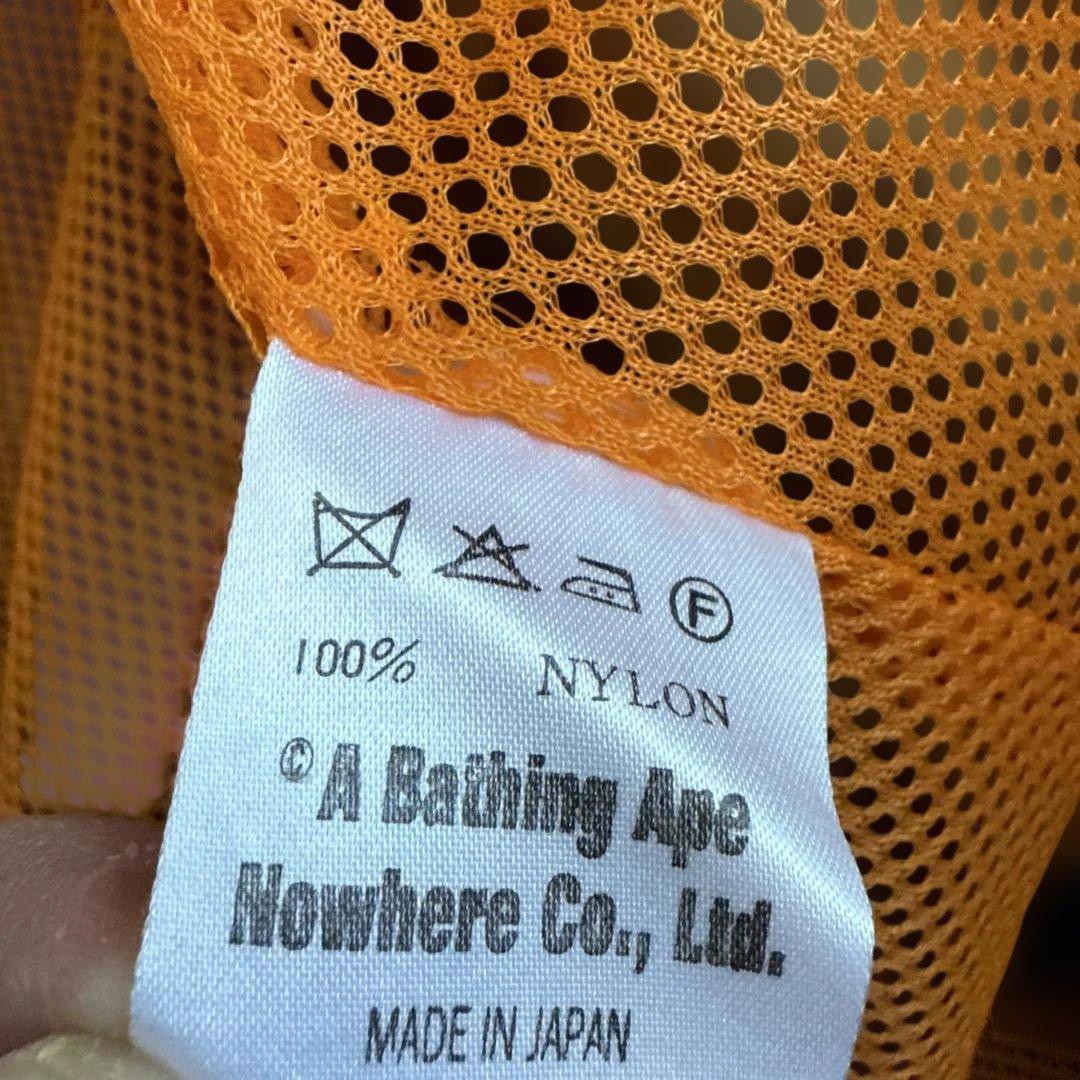 F
100% NYLON
© A Bathing Ape
Nowhere Co., Ltd.
MADE IN JAPAN